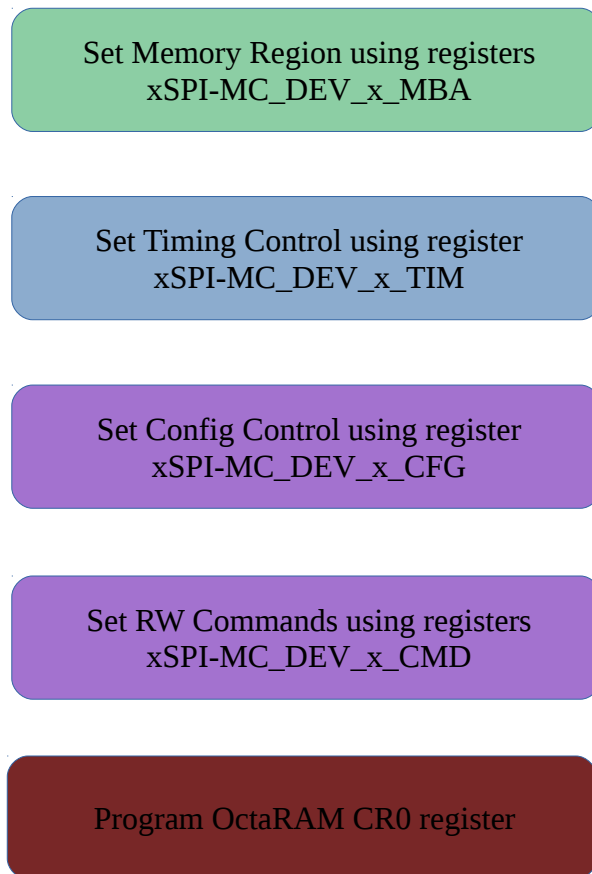 Set Memory Region using registers
xSPI-MC_DEV_x_MBA
Set Timing Control using register
xSPI-MC_DEV_x_TIM
Set Config Control using register
xSPI-MC_DEV_x_CFG
Set RW Commands using registers
xSPI-MC_DEV_x_CMD
Program OctaRAM CR0 register